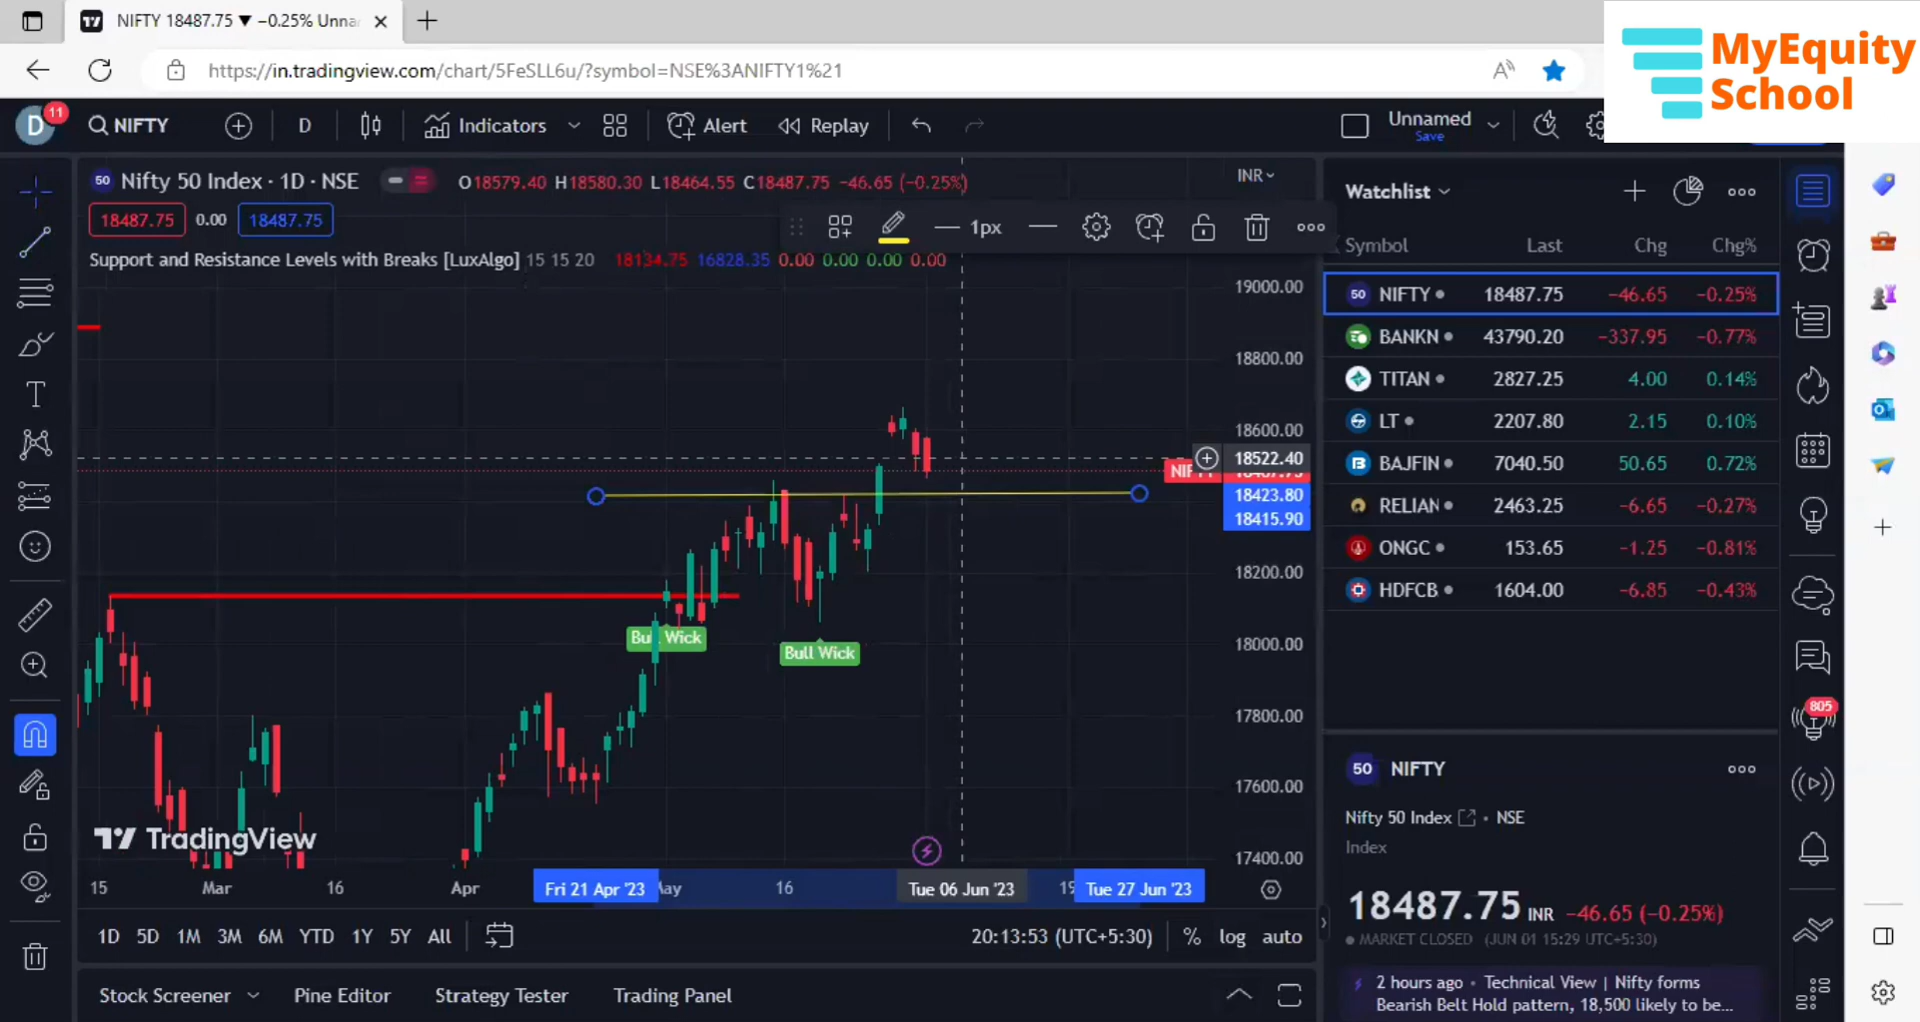 NIFTY 18487.75 ▼ −0.25% Unna
MyEquity
School
https://in.tradingview.com/chart/5FeSLL6u/?symbol=NSE%3ANIFTY1%21
D 11 NIFTY D Indicators Alert Replay Unnamed
Save
50 Nifty 50 Index · 1D · NSE O18579.40 H18580.30 L18464.55 C18487.75 −46.65 (−0.25%) INR
18487.75 0.00 18487.75
1px
Support and Resistance Levels with Breaks [LuxAlgo] 15 15 20 18134.75 16828.35 0.00 0.00 0.00 0.00
19000.00
18800.00
18600.00
18522.40
18423.80
18415.90
18200.00
18000.00
17800.00
17600.00
17400.00
Bull Wick
Bull Wick
TradingView
15 Mar 16 Apr Fri 21 Apr '23 16 Tue 06 Jun '23 Tue 27 Jun '23
1D 5D 1M 3M 6M YTD 1Y 5Y All 20:13:53 (UTC+5:30) % log auto
Stock Screener Pine Editor Strategy Tester Trading Panel
Watchlist
Symbol Last Chg Chg%
50 NIFTY 18487.75 −46.65 −0.25%
BANKN 43790.20 −337.95 −0.77%
TITAN 2827.25 4.00 0.14%
LT 2207.80 2.15 0.10%
BAJFIN 7040.50 50.65 0.72%
RELIAN 2463.25 −6.65 −0.27%
ONGC 153.65 −1.25 −0.81%
HDFCB 1604.00 −6.85 −0.43%
50 NIFTY
Nifty 50 Index · NSE
Index
18487.75 INR −46.65 (−0.25%)
MARKET CLOSED (JUN 01 15:29 UTC+5:30)
2 hours ago · Technical View | Nifty forms
Bearish Belt Hold pattern, 18,500 likely to be...
805